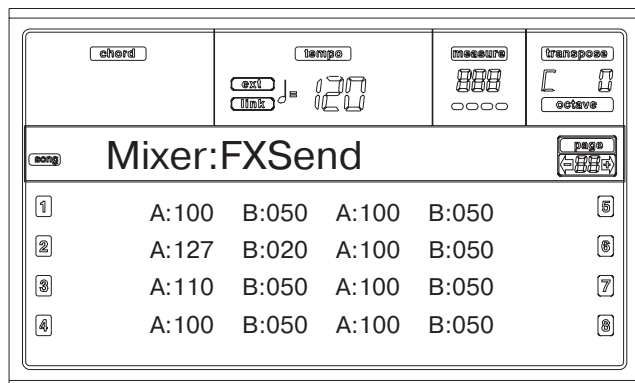 chord tempo measure transpose
ext link ♩= 120 888 C 0
octave
song Mixer:FXSend page
-88+
1 A:100 B:050 A:100 B:050 5
2 A:127 B:020 A:100 B:050 6
3 A:110 B:050 A:100 B:050 7
4 A:100 B:050 A:100 B:050 8